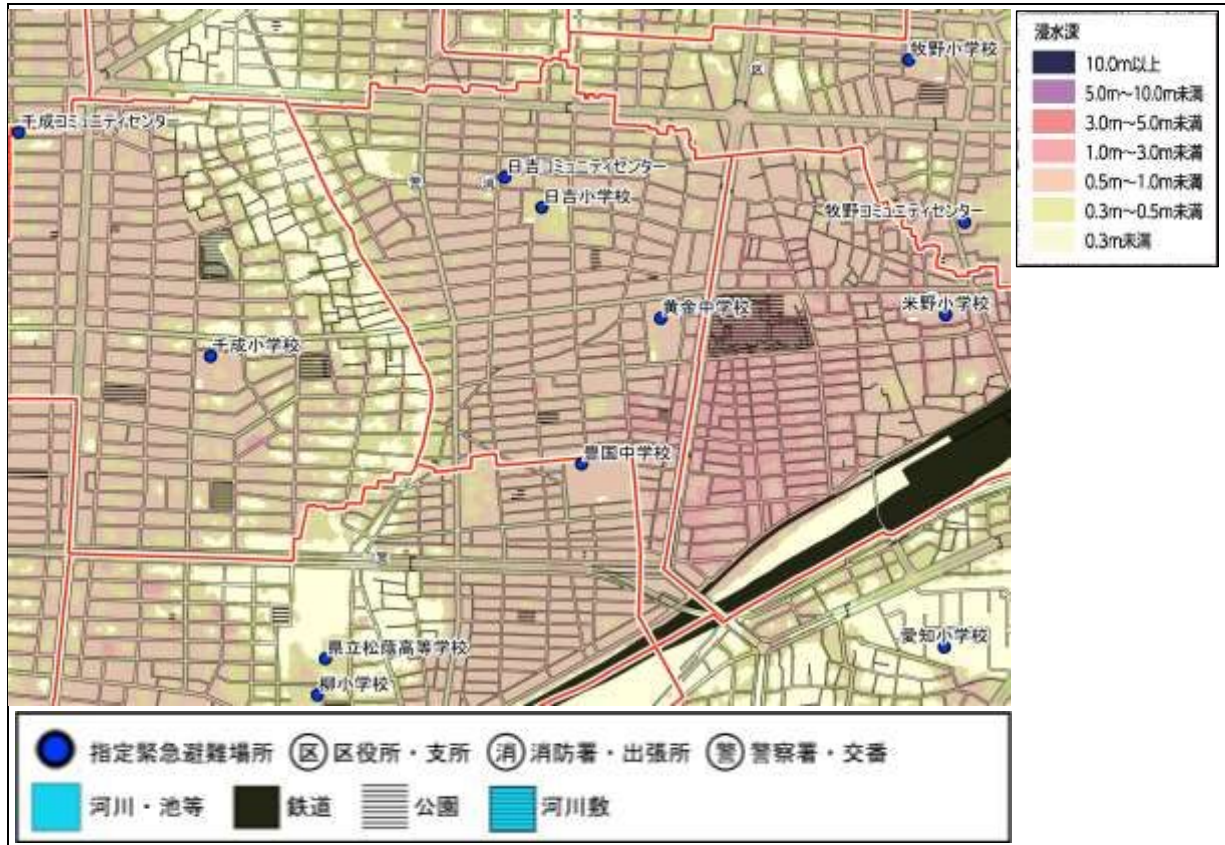 牧野小学校
区
千成コミュニティセンター
日吉コミュニティセンター
警
消
日吉小学校
牧野コミュニティセンター
黄金中学校
米野小学校
千成小学校
豊国中学校
警
県立松蔭高等学校
愛知小学校
柳小学校
浸水深
10.0m以上
5.0m~10.0m未満
3.0m~5.0m未満
1.0m~3.0m未満
0.5m~1.0m未満
0.3m~0.5m未満
0.3m未満
指定緊急避難場所 区 区役所・支所 消 消防署・出張所 警 警察署・交番
河川・池等 鉄道 公園 河川敷